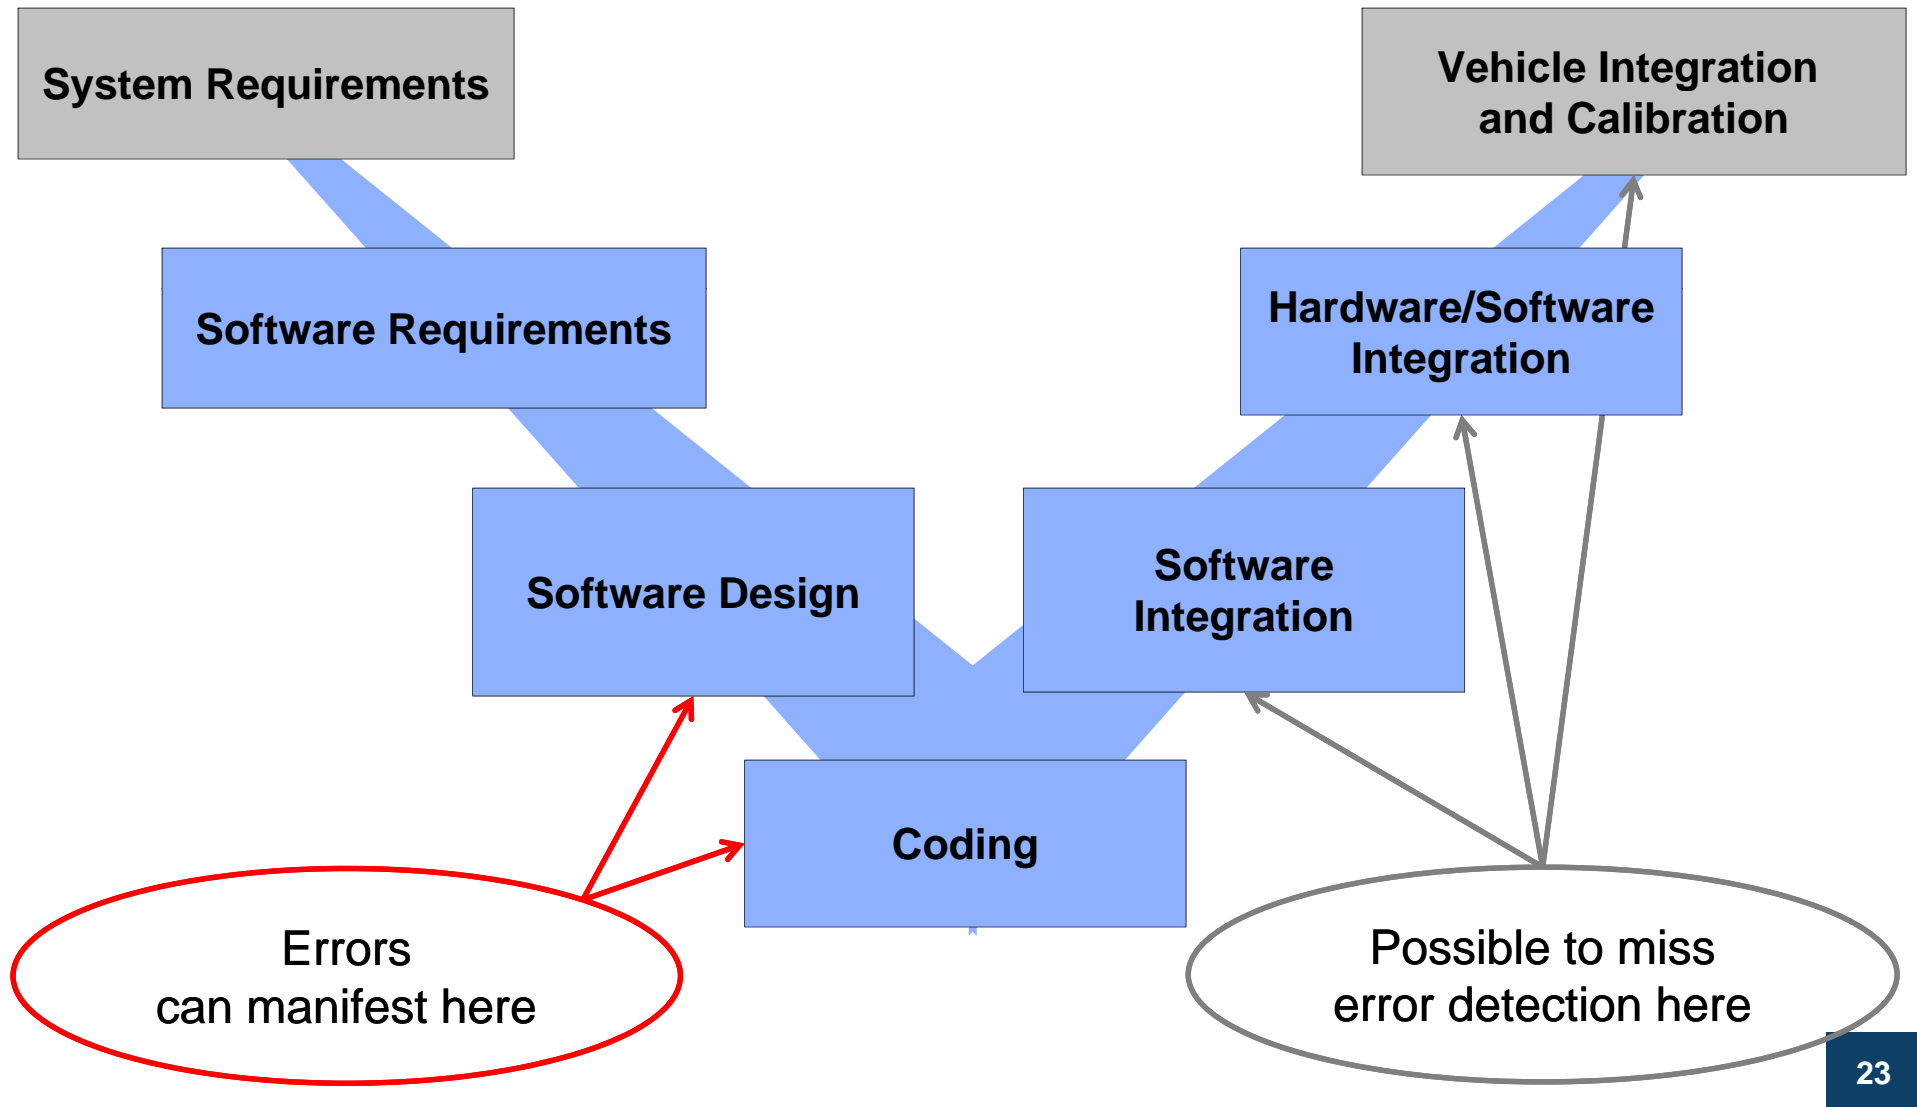 System Requirements
Vehicle Integration
and Calibration
Software Requirements
Hardware/Software
Integration
Software Design
Software
Integration
Coding
Errors
can manifest here
Possible to miss
error detection here
23